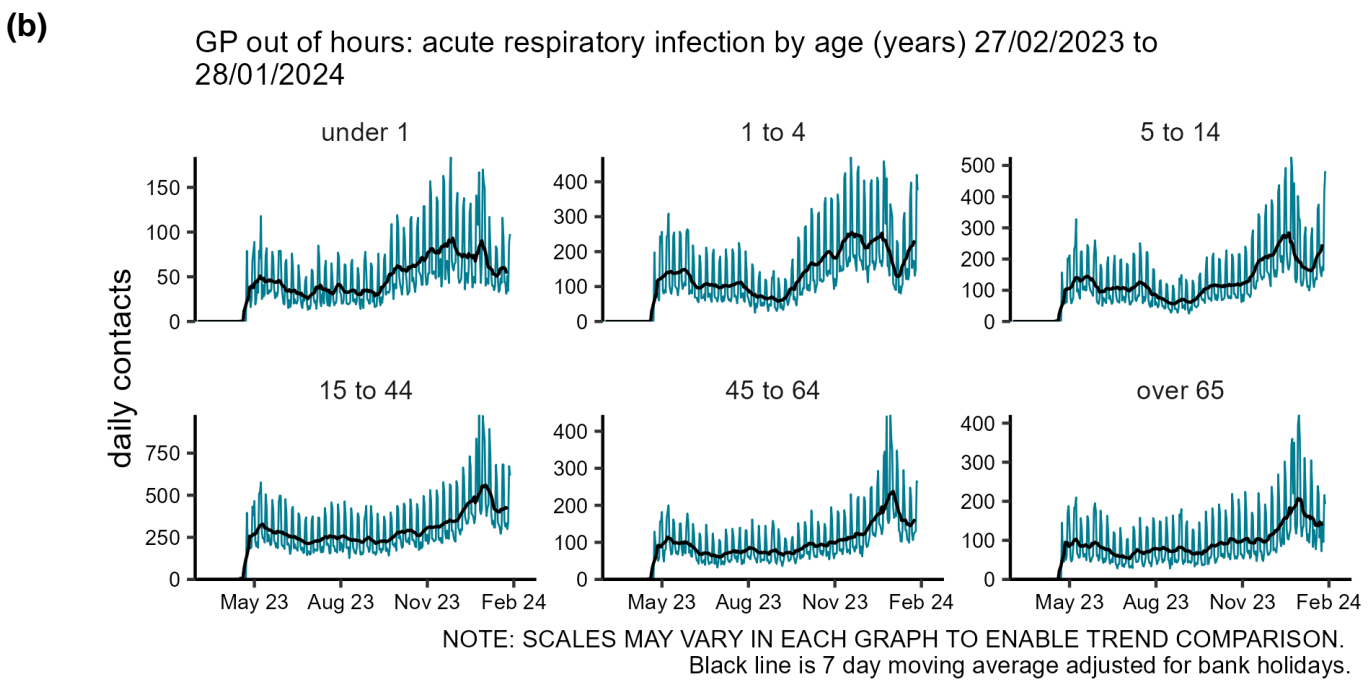 (b)
GP out of hours: acute respiratory infection by age (years) 27/02/2023 to
28/01/2024
daily contacts
under 1
150
100
50
0
1 to 4
400
300
200
100
0
5 to 14
500
400
300
200
100
0
15 to 44
750
500
250
0
May 23 Aug 23 Nov 23 Feb 24
45 to 64
400
300
200
100
0
May 23 Aug 23 Nov 23 Feb 24
over 65
400
300
200
100
0
May 23 Aug 23 Nov 23 Feb 24
NOTE: SCALES MAY VARY IN EACH GRAPH TO ENABLE TREND COMPARISON.
Black line is 7 day moving average adjusted for bank holidays.